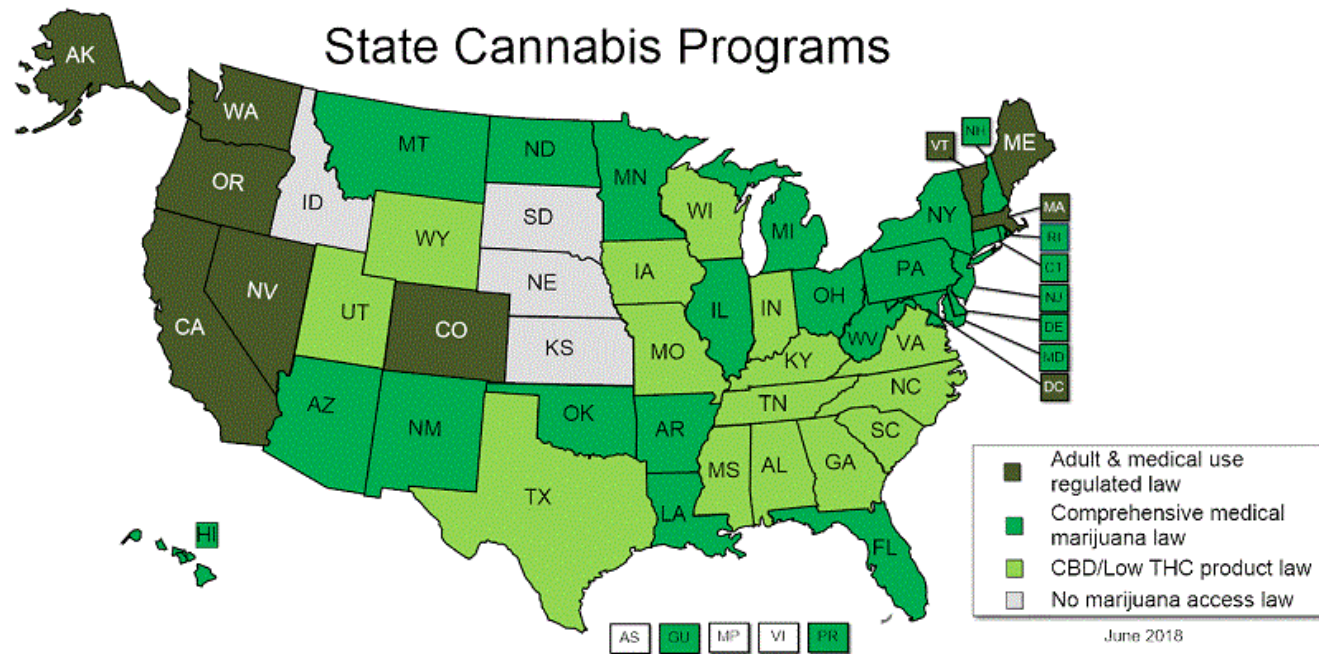 State Cannabis Programs
AK
WA
OR
CA
NV
ID
MT
WY
UT
CO
AZ
NM
ND
SD
NE
KS
OK
TX
MN
IA
MO
AR
LA
WI
IL
MI
IN
OH
KY
TN
MS
AL
GA
FL
SC
NC
VA
WV
PA
NY
VT
NH
ME
MA
RI
CT
NJ
DE
MD
DC
HI
AS
GU
MP
VI
PR
Adult & medical use
regulated law
Comprehensive medical
marijuana law
CBD/Low THC product law
No marijuana access law
June 2018